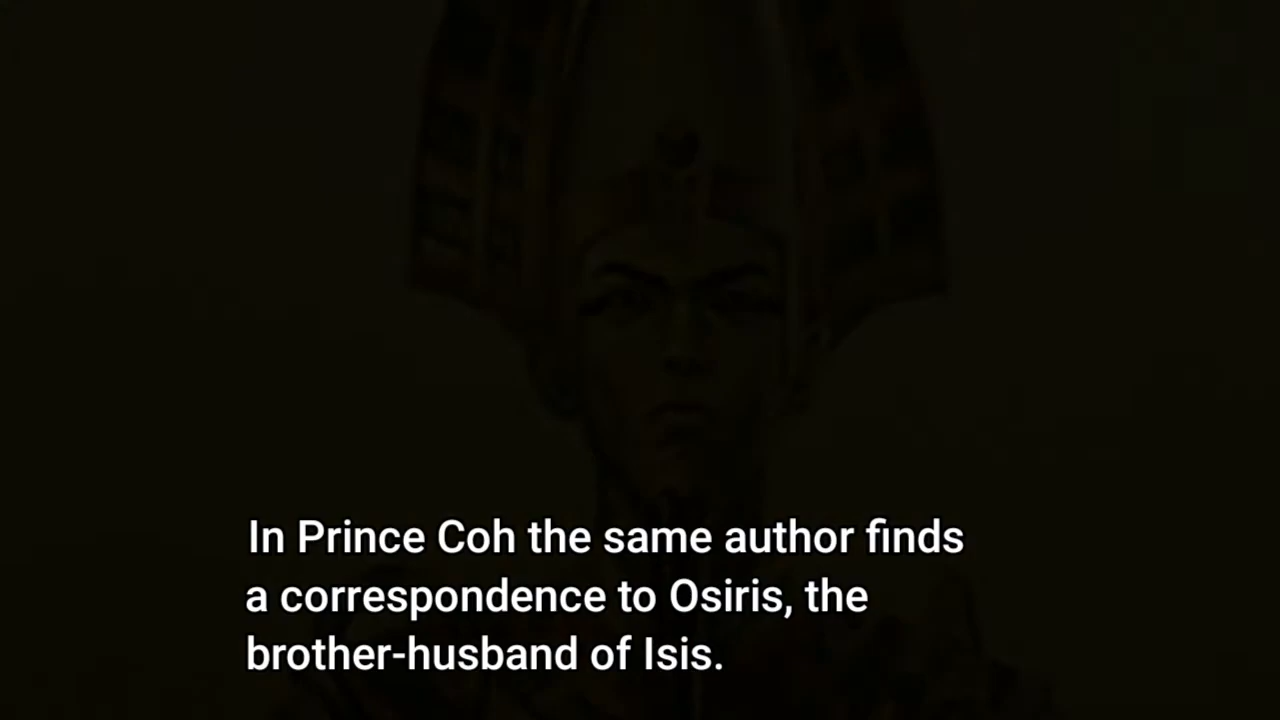 In Prince Coh the same author finds
a correspondence to Osiris, the
brother-husband of Isis.